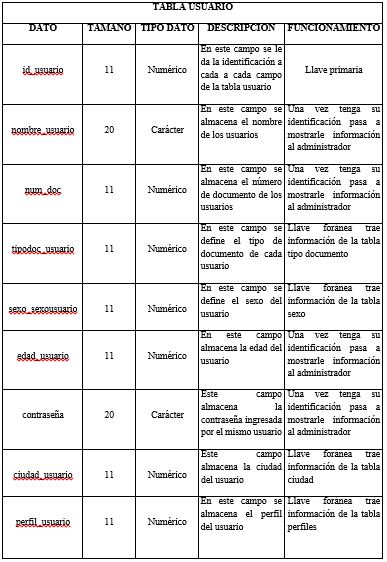 TABLA USUARIO
DATO TAMAÑO TIPO DATO DESCRIPCION FUNCIONAMIENTO
id_usuario 11 Numérico
En este campo se le
da la identificación a
cada a cada campo
de la tabla usuario
Llave primaria
nombre_usuario 20 Carácter
En este campo se
almacena el nombre
de los usuarios
Una vez tenga su
identificación pasa a
mostrarle información
al administrador
num_doc 11 Numérico
En este campo se
almacena el número
de documento de los
usuarios
Una vez tenga su
identificación pasa a
mostrarle información
al administrador
tipodoc_usuario 11 Numérico
En este campo se
define el tipo de
documento de cada
usuario
Llave foránea trae
información de la tabla
tipo documento
sexo_sexousuario 11 Numérico
En este campo se
define el sexo del
usuario
Llave foránea trae
información de la tabla
sexo
edad_usuario 11 Numérico
En este campo
almacena la edad del
usuario
Una vez tenga su
identificación pasa a
mostrarle información
al administrador
contraseña 20 Carácter
Este campo
almacena la
contraseña ingresada
por el mismo usuario
Una vez tenga su
identificación pasa a
mostrarle información
al administrador
ciudad_usuario 11 Numérico
Este campo
almacena la ciudad
del usuario
Llave foránea trae
información de la tabla
ciudad
perfil_usuario 11 Numérico
En este campo se
almacena el perfil
del usuario
Llave foránea trae
información de la tabla
perfiles